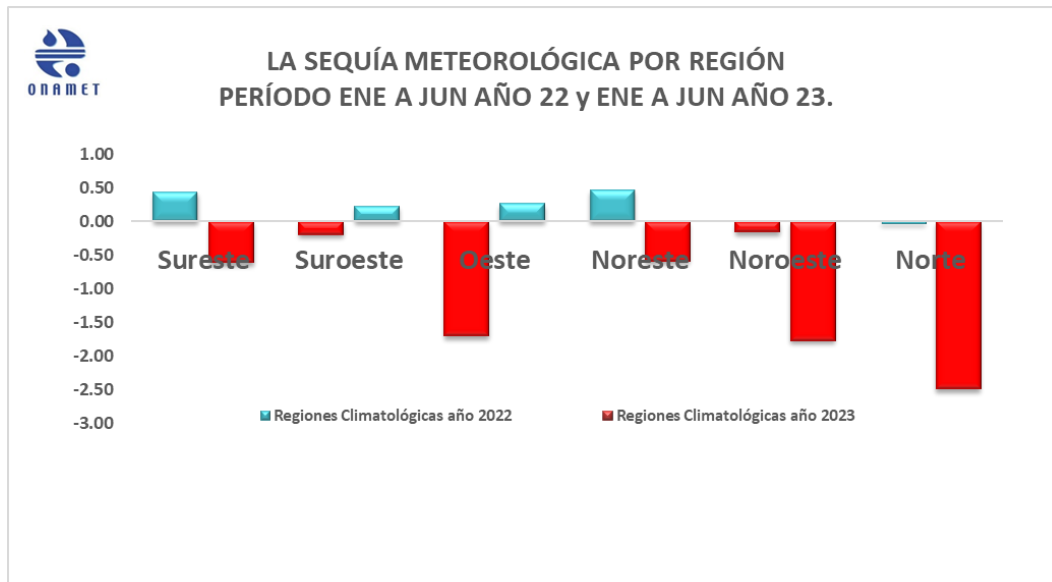 ONAMET
LA SEQUÍA METEOROLÓGICA POR REGIÓN
PERÍODO ENE A JUN AÑO 22 y ENE A JUN AÑO 23.
1.00
0.50
0.00
-0.50
-1.00
-1.50
-2.00
-2.50
-3.00
Sureste Suroeste Oeste Noreste Noroeste Norte
Regiones Climatológicas año 2022 Regiones Climatológicas año 2023